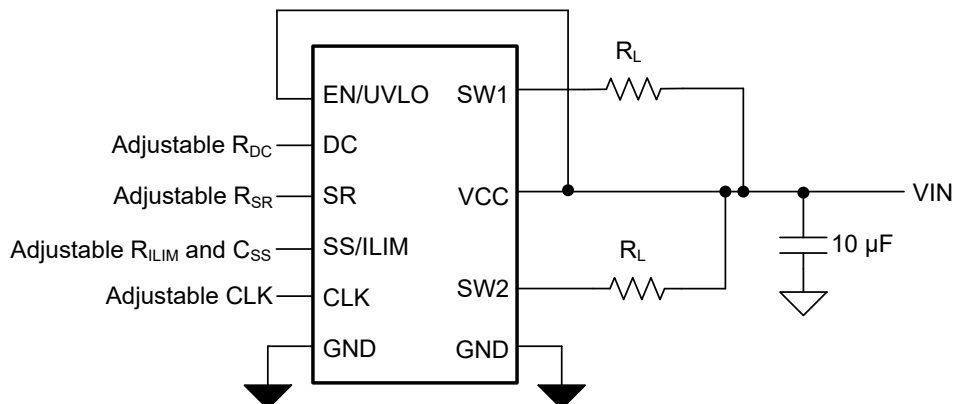 R_L
EN/UVLO
SW1
Adjustable R_DC
DC
Adjustable R_SR
SR
VCC
VIN
Adjustable R_ILIM and C_SS
SS/ILIM
R_L
10 µF
Adjustable CLK
CLK
SW2
GND
GND